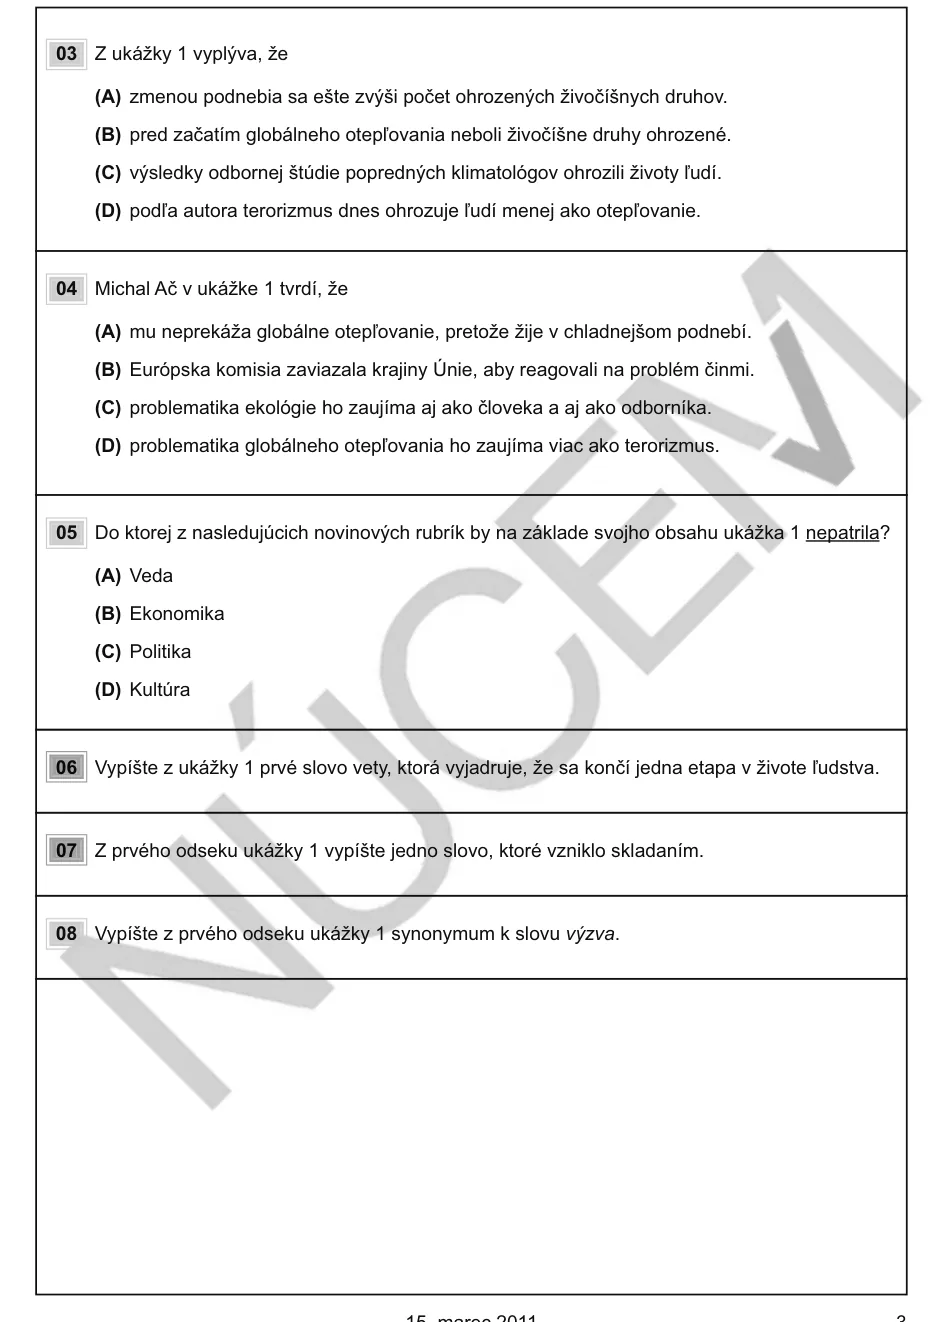 03 Z ukážky 1 vyplýva, že
(A) zmenou podnebia sa ešte zvýši počet ohrozených živočíšnych druhov.
(B) pred začatím globálneho otepľovania neboli živočíšne druhy ohrozené.
(C) výsledky odbornej štúdie popredných klimatológov ohrozili životy ľudí.
(D) podľa autora terorizmus dnes ohrozuje ľudí menej ako otepľovanie.
04 Michal Ač v ukážke 1 tvrdí, že
(A) mu neprekáža globálne otepľovanie, pretože žije v chladnejšom podnebí.
(B) Európska komisia zaviazala krajiny Únie, aby reagovali na problém činmi.
(C) problematika ekológie ho zaujíma aj ako človeka a aj ako odborníka.
(D) problematika globálneho otepľovania ho zaujíma viac ako terorizmus.
05 Do ktorej z nasledujúcich novinových rubrík by na základe svojho obsahu ukážka 1 nepatrila?
(A) Veda
(B) Ekonomika
(C) Politika
(D) Kultúra
06 Vypíšte z ukážky 1 prvé slovo vety, ktorá vyjadruje, že sa končí jedna etapa v živote ľudstva.
07 Z prvého odseku ukážky 1 vypíšte jedno slovo, ktoré vzniklo skladaním.
08 Vypíšte z prvého odseku ukážky 1 synonymum k slovu výzva.
NÚCEM
15. marec 2011 3